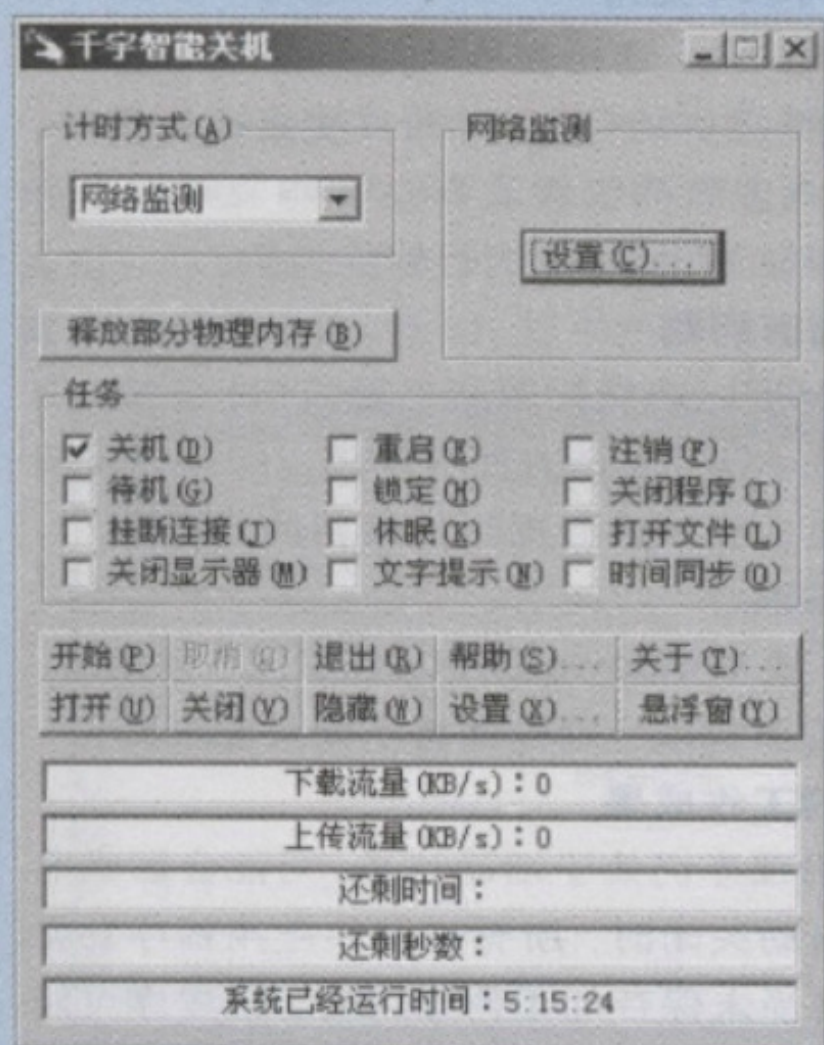 千宇智能关机
计时方式(A)
网络监测
网络监测
设置(C)...
释放部分物理内存(B)
任务
关机(D) 重启(E) 注销(F)
待机(G) 锁定(H) 关闭程序(I)
挂断连接(J) 休眠(K) 打开文件(L)
关闭显示器(M) 文字提示(N) 时间同步(O)
开始(P) 取消(Q) 退出(R) 帮助(S)... 关于(T)...
打开(U) 关闭(V) 隐藏(W) 设置(X)... 悬浮窗(Y)
下载流量(KB/s)：0
上传流量(KB/s)：0
还剩时间：
还剩秒数：
系统已经运行时间：5:15:24